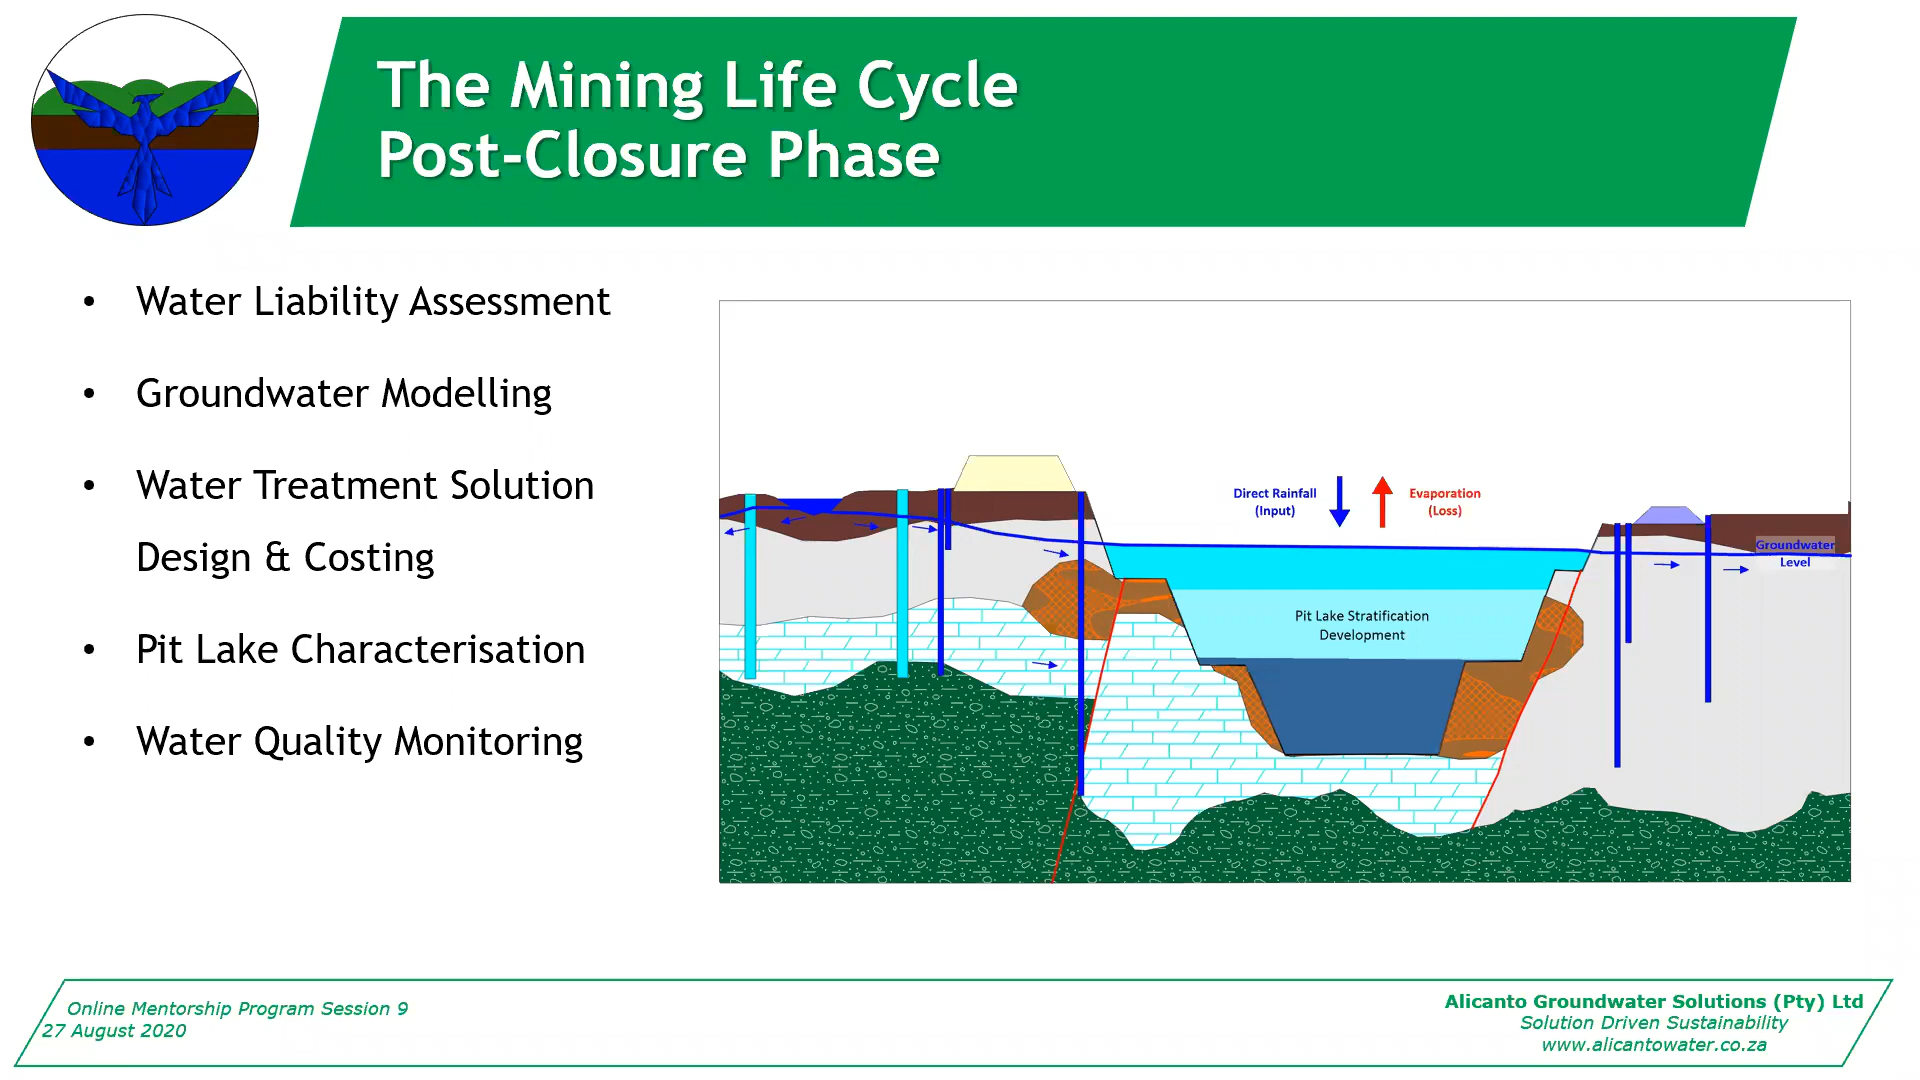 The Mining Life Cycle
Post-Closure Phase
• Water Liability Assessment
• Groundwater Modelling
• Water Treatment Solution
Design & Costing
• Pit Lake Characterisation
• Water Quality Monitoring
Direct Rainfall
(Input)
Evaporation
(Loss)
Groundwater
Level
Pit Lake Stratification
Development
Online Mentorship Program Session 9
27 August 2020
Alicanto Groundwater Solutions (Pty) Ltd
Solution Driven Sustainability
www.alicantowater.co.za